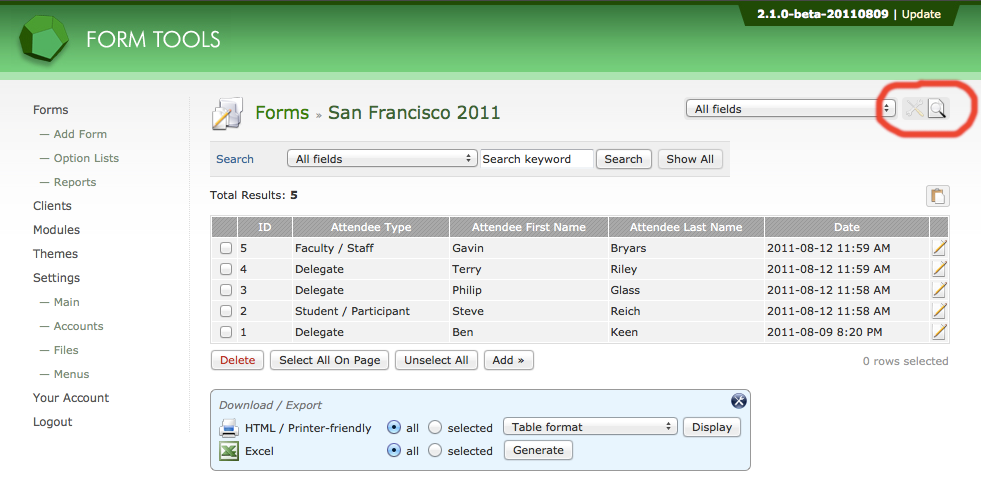 2.1.0-beta-20110809 | Update
FORM TOOLS
Forms
— Add Form
— Option Lists
— Reports
Clients
Modules
Themes
Settings
— Main
— Accounts
— Files
— Menus
Your Account
Logout
Forms » San Francisco 2011
All fields
Search All fields Search keyword Search Show All
Total Results: 5
ID Attendee Type Attendee First Name Attendee Last Name Date
5 Faculty / Staff Gavin Bryars 2011-08-12 11:59 AM
4 Delegate Terry Riley 2011-08-12 11:59 AM
3 Delegate Philip Glass 2011-08-12 11:58 AM
2 Student / Participant Steve Reich 2011-08-12 11:58 AM
1 Delegate Ben Keen 2011-08-09 8:20 PM
Delete Select All On Page Unselect All Add » 0 rows selected
Download / Export
HTML / Printer-friendly all selected Table format Display
Excel all selected Generate